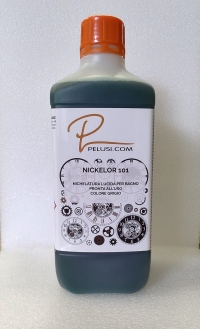 PELUSI.COM
NICKELOR 101
NICHELATURA LUCIDA PER BAGNO
PRONTA ALL'USO
COLORE GRIGIO